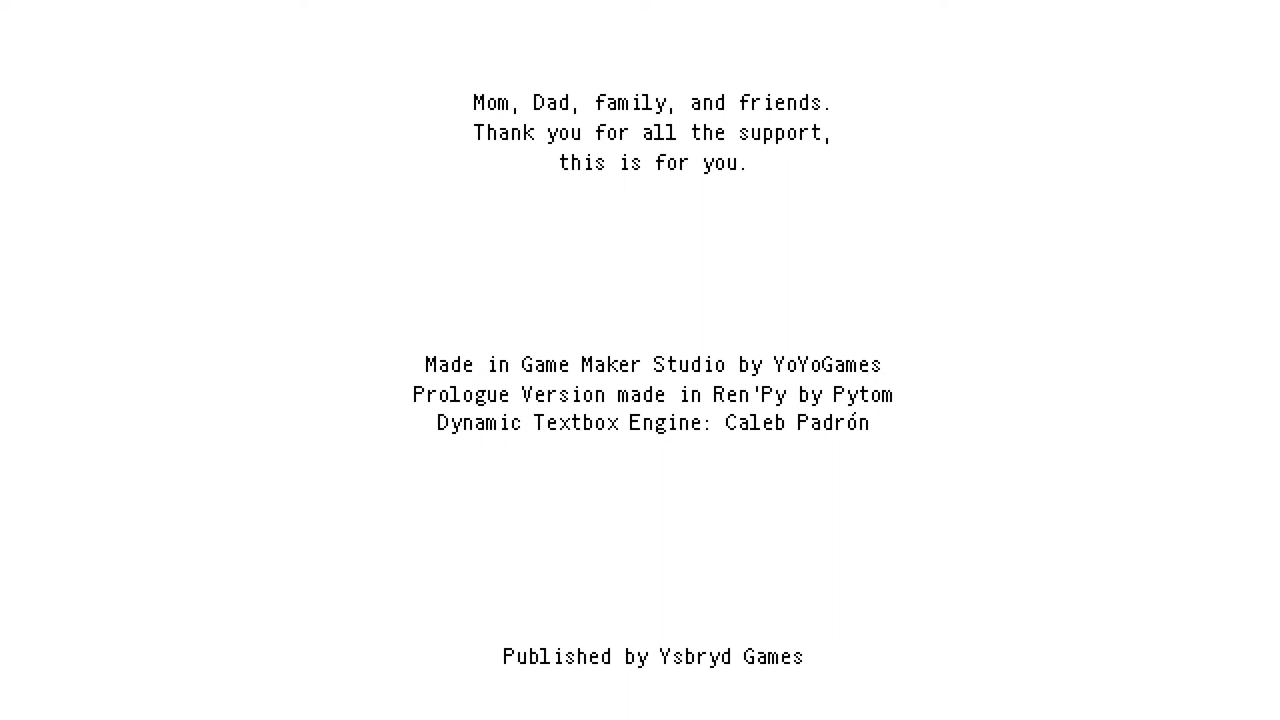 Mom, Dad, family, and friends.
Thank you for all the support,
this is for you.
Made in Game Maker Studio by YoYoGames
Prologue Version made in Ren'Py by Pytom
Dynamic Textbox Engine: Caleb Padrón
Published by Ysbryd Games